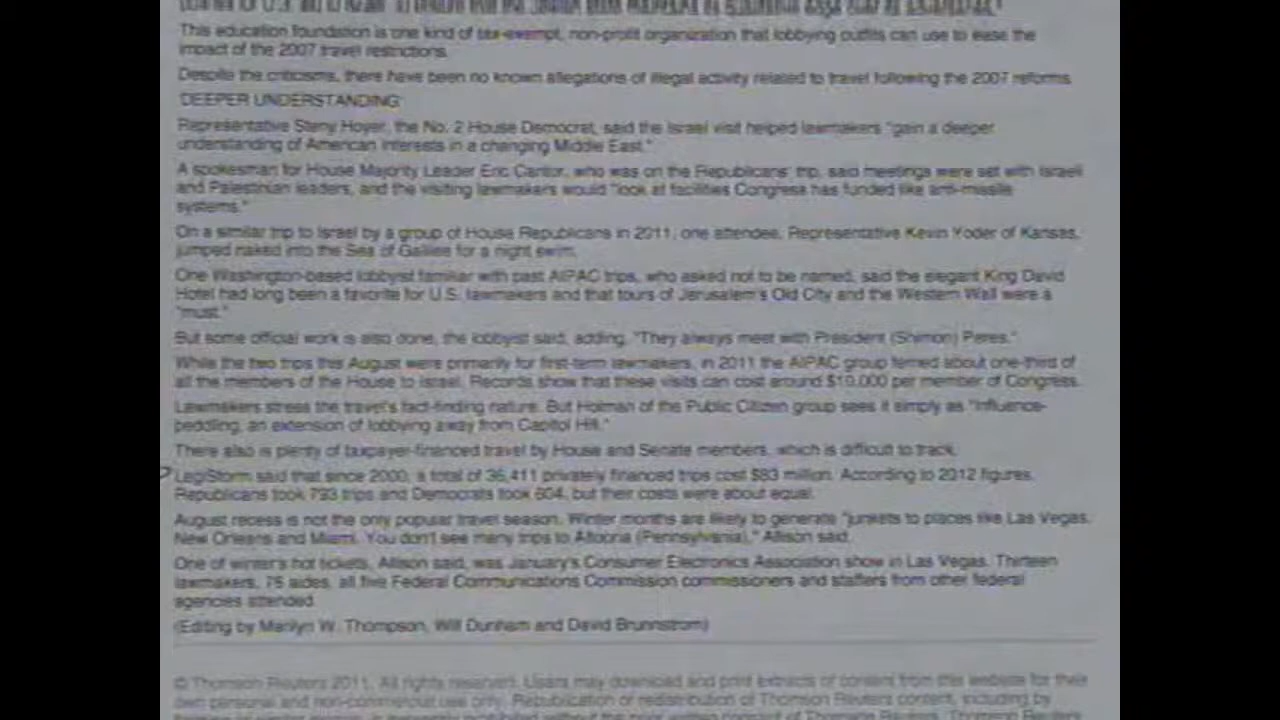 This education foundation is one kind of tax-exempt, non-profit organization that lobbying outfits can use to ease the
impact of the 2007 travel restrictions.
Despite the criticisms, there have been no known allegations of illegal activity related to travel following the 2007 reforms.
DEEPER UNDERSTANDING
Representative Steny Hoyer, the No. 2 House Democrat, said the Israel visit helped lawmakers "gain a deeper
understanding of American interests in a changing Middle East."
A spokesman for House Majority Leader Eric Cantor, who was on the Republicans' trip, said meetings were set with Israeli
and Palestinian leaders, and the visiting lawmakers would "look at facilities Congress has funded like anti-missile
systems."
On a similar trip to Israel by a group of House Republicans in 2011, one attendee, Representative Kevin Yoder of Kansas,
jumped naked into the Sea of Galilee for a night swim.
One Washington-based lobbyist familiar with past AIPAC trips, who asked not to be named, said the elegant King David
Hotel had long been a favorite for U.S. lawmakers and that tours of Jerusalem's Old City and the Western Wall were a
"must."
But some official work is also done, the lobbyist said, adding, "They always meet with President (Shimon) Peres."
While the two trips this August were primarily for first-term lawmakers, in 2011 the AIPAC group ferried about one-third of
all the members of the House to Israel. Records show that these visits can cost around $10,000 per member of Congress.
Lawmakers stress the travel's fact-finding nature. But Holman of the Public Citizen group sees it simply as "influence-
peddling, an extension of lobbying away from Capitol Hill."
There also is plenty of taxpayer-financed travel by House and Senate members, which is difficult to track.
LegiStorm said that since 2000, a total of 36,411 privately financed trips cost $83 million. According to 2012 figures,
Republicans took 793 trips and Democrats took 804, but their costs were about equal.
August recess is not the only popular travel season. Winter months are likely to generate "junkets to places like Las Vegas,
New Orleans and Miami. You don't see many trips to Altoona (Pennsylvania)," Allison said.
One of winter's hot tickets, Allison said, was January's Consumer Electronics Association show in Las Vegas. Thirteen
lawmakers, 76 aides, all five Federal Communications Commission commissioners and staffers from other federal
agencies attended.
(Editing by Marilyn W. Thompson, Will Dunham and David Brunnstrom)
© Thomson Reuters 2011. All rights reserved. Users may download and print extracts of content from this website for their
own personal and non-commercial use only. Republication or redistribution of Thomson Reuters content, including by